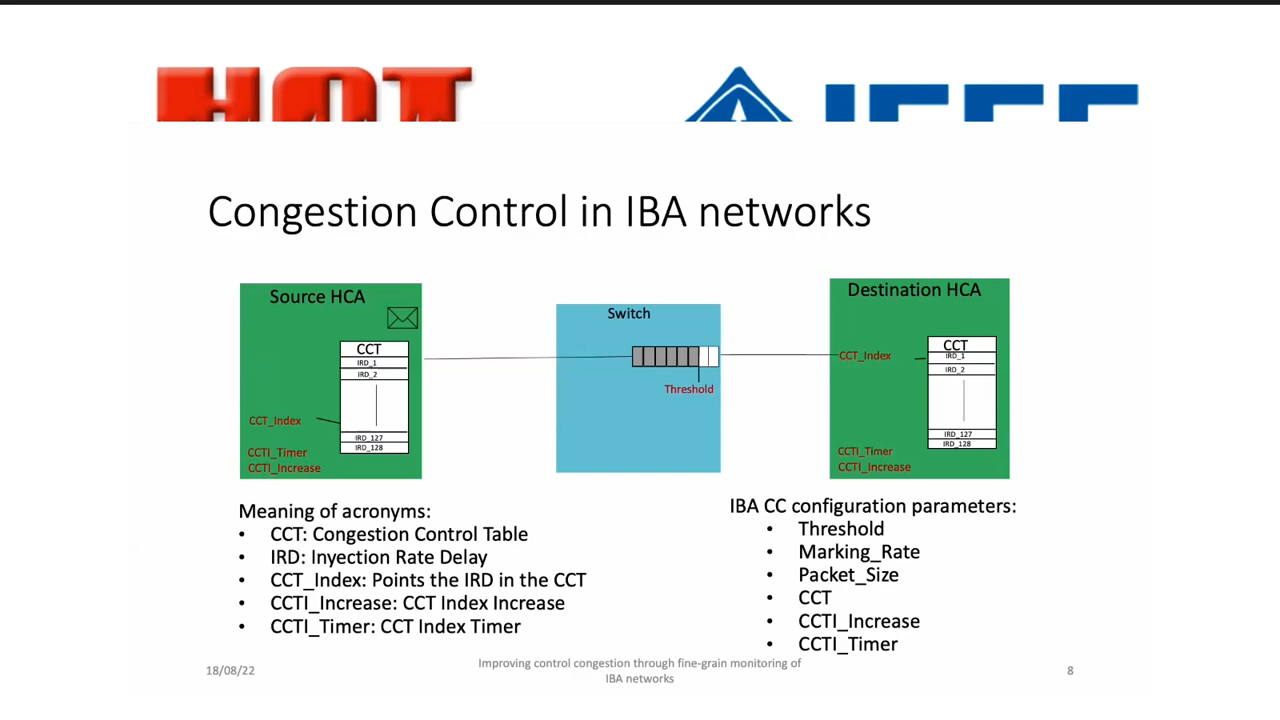 HOT
IEEE
Congestion Control in IBA networks
Source HCA
CCT
IRD_1
IRD_2
CCT_Index
IRD_127
IRD_128
CCTI_Timer
CCTI_Increase
Switch
Threshold
Destination HCA
CCT
CCT_Index
IRD_1
IRD_2
IRD_127
IRD_128
CCTI_Timer
CCTI_Increase
Meaning of acronyms:
• CCT: Congestion Control Table
• IRD: Inyection Rate Delay
• CCT_Index: Points the IRD in the CCT
• CCTI_Increase: CCT Index Increase
• CCTI_Timer: CCT Index Timer
IBA CC configuration parameters:
• Threshold
• Marking_Rate
• Packet_Size
• CCT
• CCTI_Increase
• CCTI_Timer
18/08/22
Improving control congestion through fine-grain monitoring of
IBA networks
8